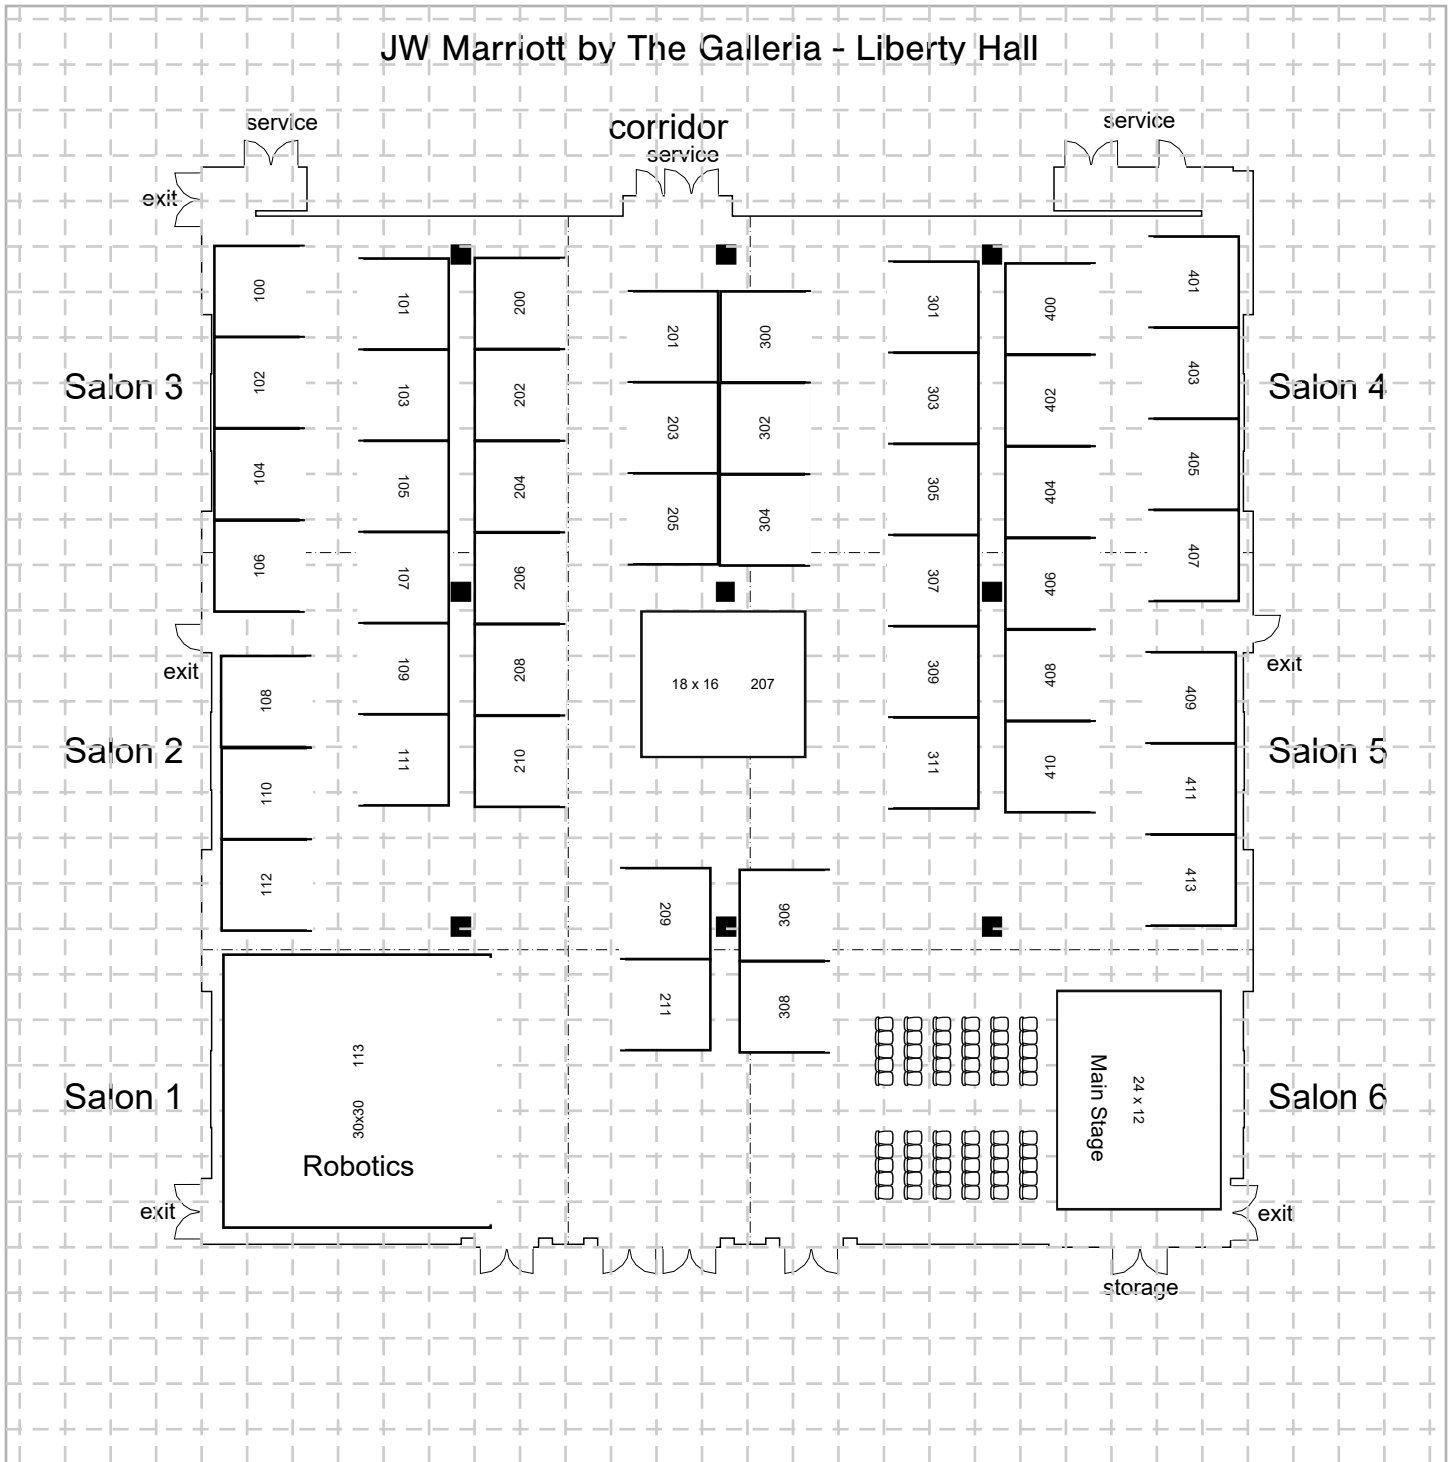 JW Marriott by The Galleria - Liberty Hall
service
corridor
service
service
exit
100
101
200
201
300
301
400
401
Salon 3
102
103
202
203
302
303
402
403
Salon 4
104
105
204
205
304
305
404
405
106
107
206
307
406
407
exit
exit
108
109
208
18 x 16 207
309
408
409
Salon 2
110
111
210
311
410
411
Salon 5
112
209
306
413
211
308
Salon 1
113
30x30
Robotics
Main Stage
24 x 12
Salon 6
exit
exit
storage